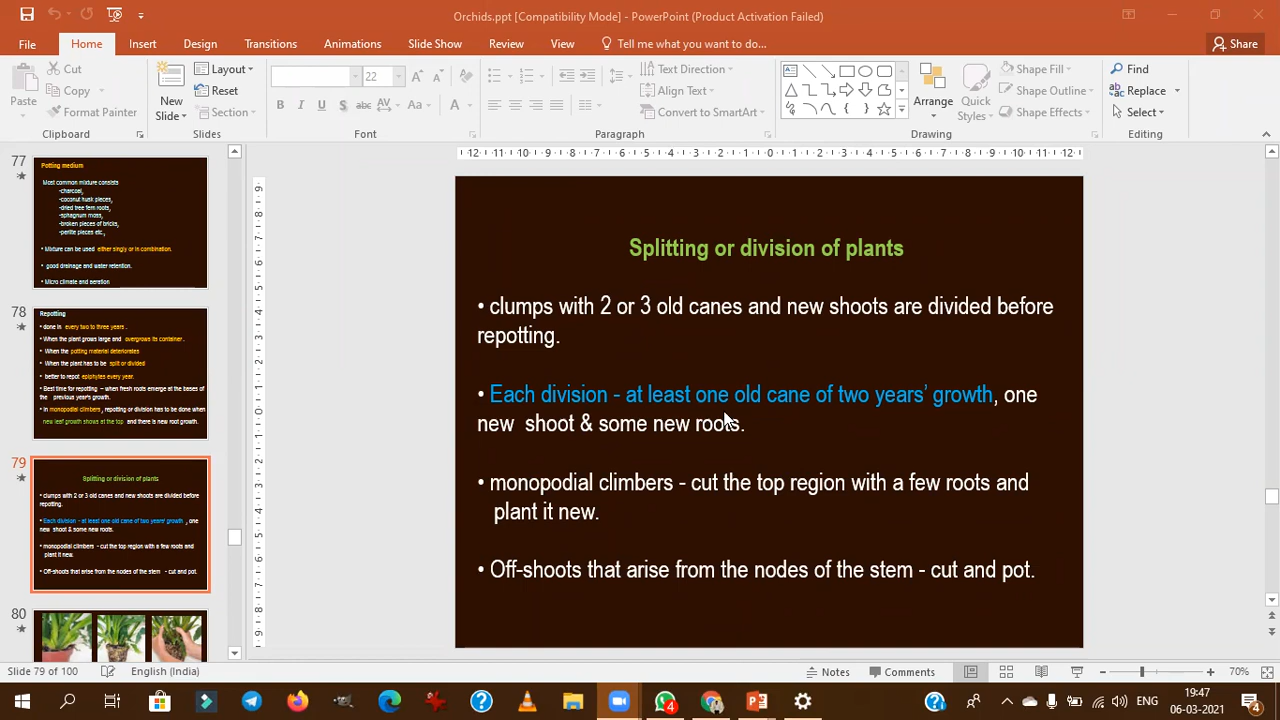 Orchids.ppt [Compatibility Mode] - PowerPoint (Product Activation Failed)
File Home Insert Design Transitions Animations Slide Show Review View Tell me what you want to do... Share
Paste
Cut
Copy
Format Painter
Clipboard
New Slide
Layout
Reset
Section
Slides
22
Font
Text Direction
Align Text
Convert to SmartArt
Paragraph
Arrange
Quick Styles
Shape Fill
Shape Outline
Shape Effects
Drawing
Find
Replace
Select
Editing
77
Potting medium
Most common mixture consists
-charcoal,
-coconut husk pieces,
-dried tree fern roots,
-sphagnum moss,
-broken pieces of bricks,
-perlite pieces etc.,
• Mixture can be used either singly or in combination.
• good drainage and water retention.
• Micro climate and aeration
78
Repotting
• done in every two to three years .
• When the plant grows large and overgrows its container .
• When the potting material deteriorates
• When the plant has to be split or divided
• better to repot epiphytes every year.
• Best time for repotting – when fresh roots emerge at the bases of
the previous year's growth.
• In monopodial climbers , repotting or division has to be done when
new leaf growth shows at the top and there is new root growth.
79
Splitting or division of plants
• clumps with 2 or 3 old canes and new shoots are divided before
repotting.
• Each division - at least one old cane of two years' growth , one
new shoot & some new roots.
• monopodial climbers - cut the top region with a few roots and
plant it new.
• Off-shoots that arise from the nodes of the stem - cut and pot.
80
Splitting or division of plants
• clumps with 2 or 3 old canes and new shoots are divided before
repotting.
• Each division - at least one old cane of two years’ growth, one
new shoot & some new roots.
• monopodial climbers - cut the top region with a few roots and
plant it new.
• Off-shoots that arise from the nodes of the stem - cut and pot.
Slide 79 of 100 English (India) Notes Comments 70%
4
19:47
06-03-2021
4